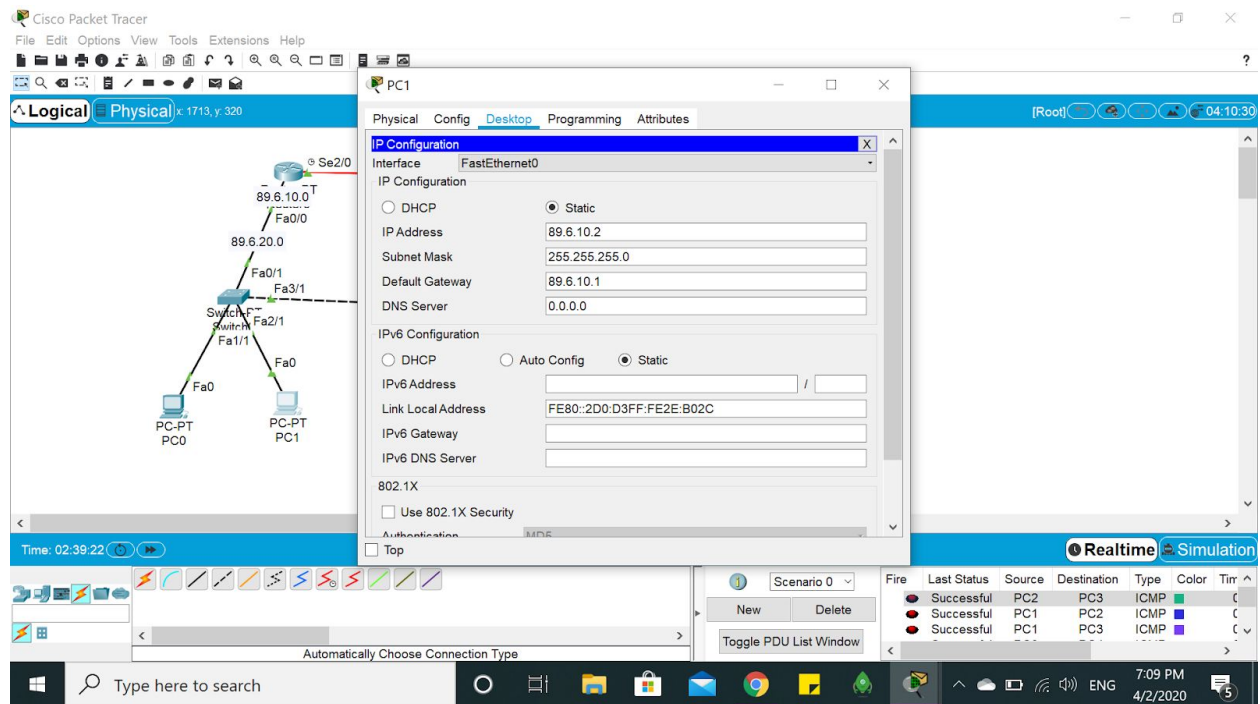 Cisco Packet Tracer
File Edit Options View Tools Extensions Help
?
Logical Physical x: 1713, y: 320 [Root] 04:10:30
PC1
Physical Config Desktop Programming Attributes
IP Configuration X
Interface FastEthernet0
IP Configuration
DHCP Static
IP Address 89.6.10.2
Subnet Mask 255.255.255.0
Default Gateway 89.6.10.1
DNS Server 0.0.0.0
IPv6 Configuration
DHCP Auto Config Static
IPv6 Address /
Link Local Address FE80::2D0:D3FF:FE2E:B02C
IPv6 Gateway
IPv6 DNS Server
802.1X
Use 802.1X Security
Authentication MD5
Top
Se2/0
89.6.10.0
Fa0/0
89.6.20.0
Fa0/1
Fa3/1
Fa2/1
Fa1/1
Fa0
Fa0
PC-PT
PC0
PC-PT
PC1
Time: 02:39:22
Realtime Simulation
Automatically Choose Connection Type
Scenario 0
New Delete
Toggle PDU List Window
Fire Last Status Source Destination Type Color
Successful PC2 PC3 ICMP
Successful PC1 PC2 ICMP
Successful PC1 PC3 ICMP
Type here to search
ENG
7:09 PM
4/2/2020
5